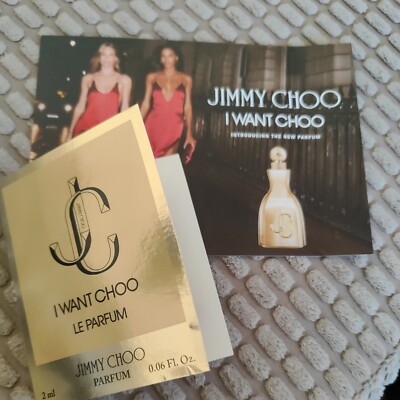 JIMMY CHOO
I WANT CHOO
INTRODUCING THE NEW PARFUM
JC
JC
I WANT CHOO
LE PARFUM
JIMMY CHOO
PARFUM
2 ml
0.06 Fl. Oz.